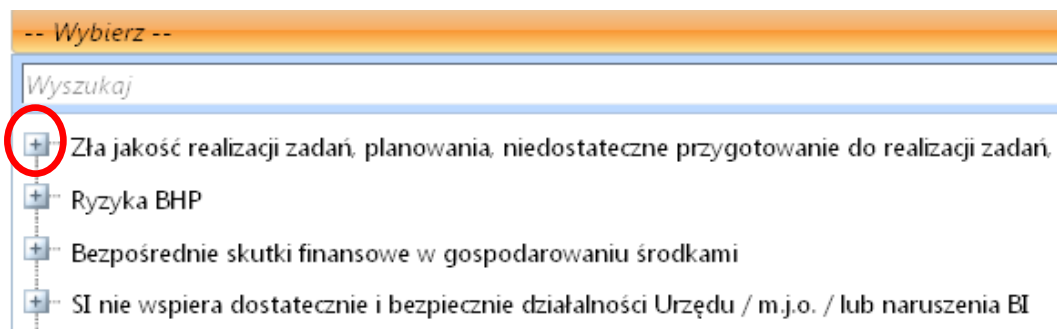 -- Wybierz --
Wyszukaj
Zła jakość realizacji zadań, planowania, niedostateczne przygotowanie do realizacji zadań,
Ryzyka BHP
Bezpośrednie skutki finansowe w gospodarowaniu środkami
SI nie wspiera dostatecznie i bezpiecznie działalności Urzędu / m.j.o. / lub naruszenia BI